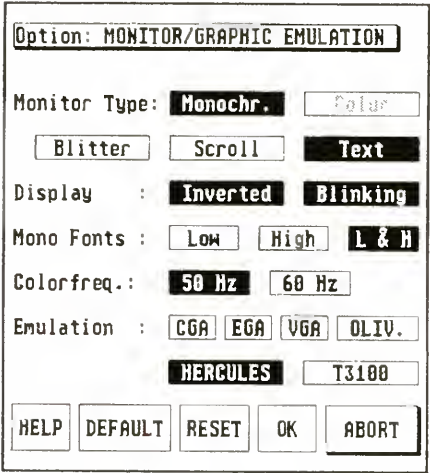 Option: MONITOR/GRAPHIC EMULATION
Monitor Type: Monochr. Color
Blitter Scroll Text
Display : Inverted Blinking
Mono Fonts : Low High L & H
Colorfreq.: 50 Hz 60 Hz
Emulation : CGA EGA VGA OLIV.
HERCULES T3100
HELP DEFAULT RESET OK ABORT